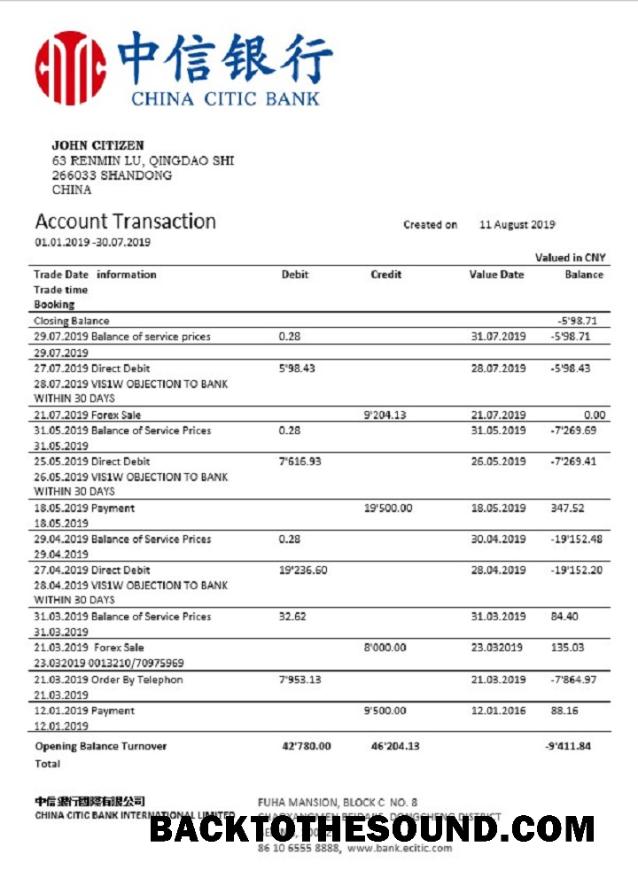 中信银行
CHINA CITIC BANK
JOHN CITIZEN
63 RENMIN LU, QINGDAO SHI
266033 SHANDONG
CHINA
Account Transaction Created on 11 August 2019
01.01.2019 -30.07.2019
Valued in CNY
Trade Date information Debit Credit Value Date Balance
Trade time
Booking
Closing Balance -5'98.71
29.07.2019 Balance of service prices 0.28 31.07.2019 -5'98.71
29.07.2019
27.07.2019 Direct Debit 5'98.43 28.07.2019 -5'98.43
28.07.2019 VIS1W OBJECTION TO BANK
WITHIN 30 DAYS
21.07.2019 Forex Sale 9'204.13 21.07.2019 0.00
31.05.2019 Balance of Service Prices 0.28 31.05.2019 -7'269.69
31.05.2019
25.05.2019 Direct Debit 7'616.93 26.05.2019 -7'269.41
26.05.2019 VIS1W OBJECTION TO BANK
WITHIN 30 DAYS
18.05.2019 Payment 19'500.00 18.05.2019 347.52
18.05.2019
29.04.2019 Balance of Service Prices 0.28 30.04.2019 -19'152.48
29.04.2019
27.04.2019 Direct Debit 19'236.60 28.04.2019 -19'152.20
28.04.2019 VIS1W OBJECTION TO BANK
WITHIN 30 DAYS
31.03.2019 Balance of Service Prices 32.62 31.03.2019 84.40
31.03.2019
21.03.2019 Forex Sale 8'000.00 23.032019 135.03
23.032019 0013210/70975969
21.03.2019 Order By Telephon 7'953.13 21.03.2019 -7'864.97
21.03.2019
12.01.2019 Payment 9'500.00 12.01.2016 88.16
12.01.2019
Opening Balance Turnover 42'780.00 46'204.13 -9'411.84
Total
中信銀行國際有限公司 FUHA MANSION, BLOCK C NO. 8
CHINA CITIC BANK INTERNATIONAL LIMITED DISTRICT
BACKTOTHESOUND.COM
86 10 6555 8888, www.bank.ecitic.com